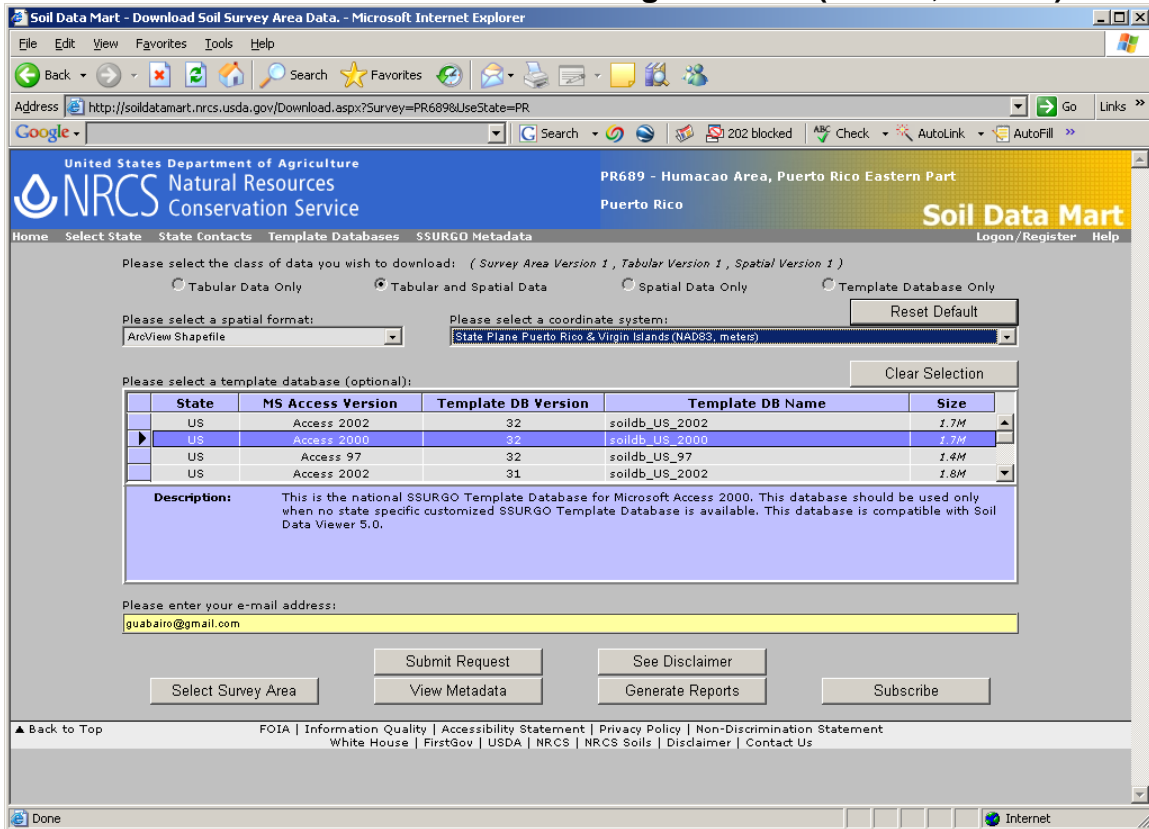 Soil Data Mart - Download Soil Survey Area Data. - Microsoft Internet Explorer
File Edit View Favorites Tools Help
Back Search Favorites
Address http://soildatamart.nrcs.usda.gov/Download.aspx?Survey=PR689&UseState=PR Go Links »
Google Search 202 blocked ABC Check AutoLink AutoFill »
United States Department of Agriculture
NRCS Natural Resources Conservation Service
PR689 - Humacao Area, Puerto Rico Eastern Part
Puerto Rico
Soil Data Mart
Home Select State State Contacts Template Databases SSURGO Metadata Logon/Register Help
Please select the class of data you wish to download: ( Survey Area Version 1 , Tabular Version 1 , Spatial Version 1 )
Tabular Data Only Tabular and Spatial Data Spatial Data Only Template Database Only
Reset Default
Please select a spatial format: Please select a coordinate system:
ArcView Shapefile State Plane Puerto Rico & Virgin Islands (NAD83, meters)
Clear Selection
Please select a template database (optional):
State MS Access Version Template DB Version Template DB Name Size
US Access 2002 32 soildb_US_2002 1.7M
US Access 2000 32 soildb_US_2000 1.7M
US Access 97 32 soildb_US_97 1.4M
US Access 2002 31 soildb_US_2002 1.8M
Description: This is the national SSURGO Template Database for Microsoft Access 2000. This database should be used only
when no state specific customized SSURGO Template Database is available. This database is compatible with Soil
Data Viewer 5.0.
Please enter your e-mail address:
guabairo@gmail.com
Submit Request See Disclaimer
Select Survey Area View Metadata Generate Reports Subscribe
▲ Back to Top FOIA | Information Quality | Accessibility Statement | Privacy Policy | Non-Discrimination Statement
White House | FirstGov | USDA | NRCS | NRCS Soils | Disclaimer | Contact Us
Done Internet